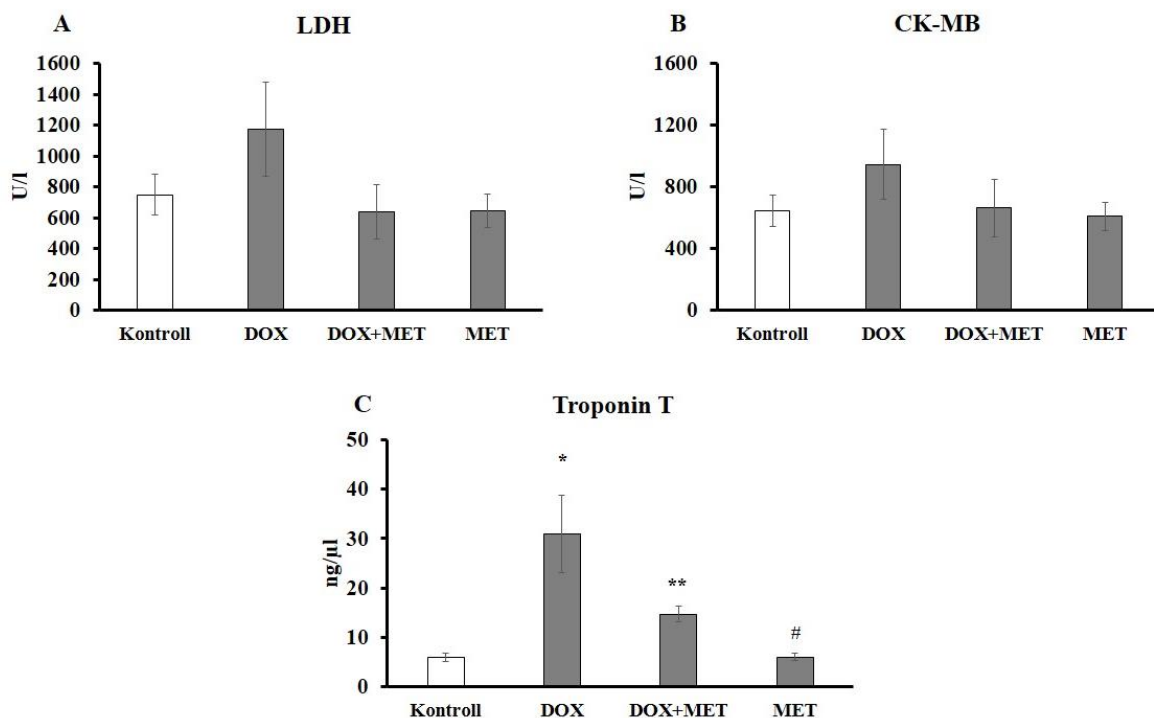 A
LDH
1600
1400
1200
1000
800
600
400
200
0
U/l
Kontroll DOX DOX+MET MET
B
CK-MB
1600
1200
800
400
0
U/l
Kontroll DOX DOX+MET MET
C
Troponin T
50
40
30
20
10
0
ng/µl
*
**
#
Kontroll DOX DOX+MET MET